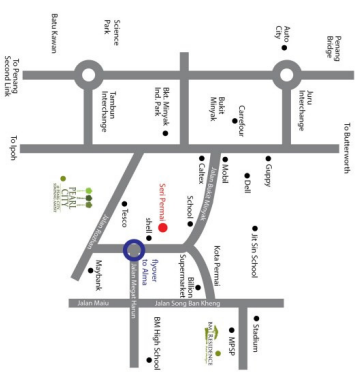 Penang
Bridge
To Butterworth
Auto
City
Juru
Interchange
Guppy
Jit Sin School
Stadium
Carrefour
Dell
MPSP
Bukit
Minyak
Mobil
Caltex
Jalan Bukit Minyak
School
Kota Permai
Billion
Supermarket
RESIDENCE
Jalan Song Ban Kheng
Jalan Maju
Science
Park
Bkt. Minyak
Ind. Park
Seri Permai
shell
flyover
to Alma
Jalan Megat Harun
BM High School
Tambun
Interchange
Tesco
Maybank
Jalan Rozhan
PEARL
CITY
Batu Kawan
To Penang
Second Link
To Ipoh